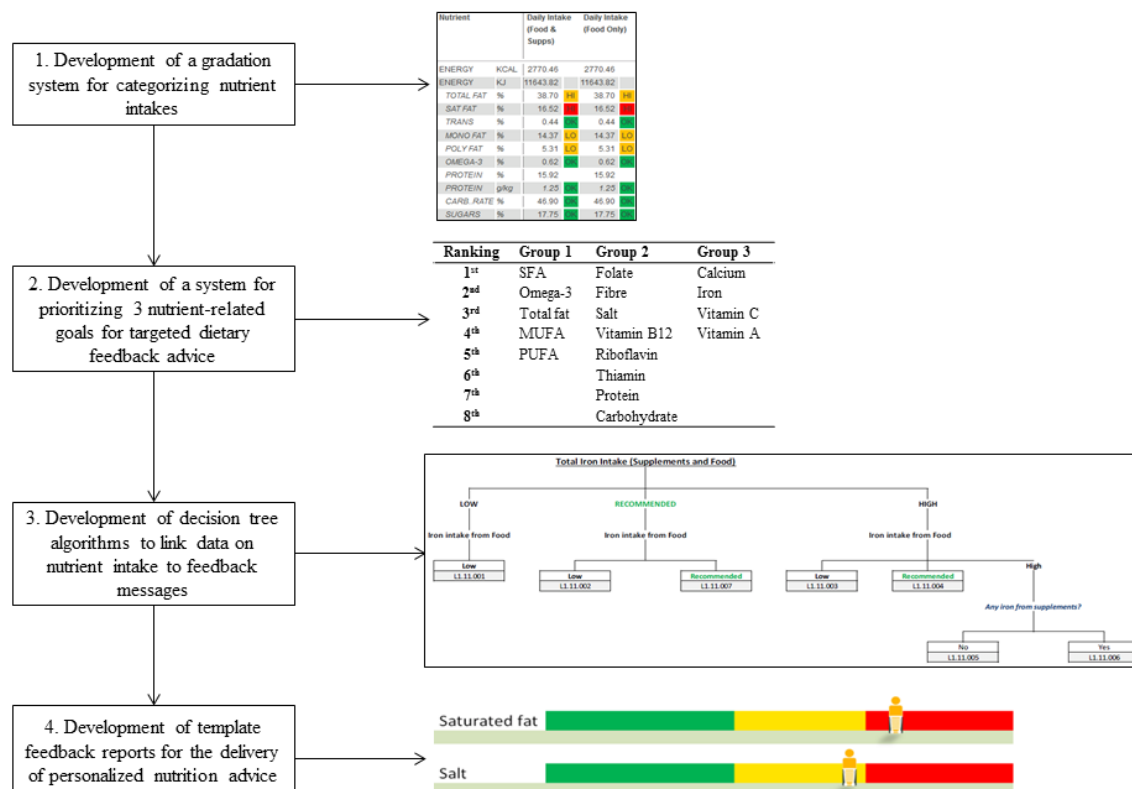 1. Development of a gradation
system for categorizing nutrient
intakes
Nutrient Daily Intake Daily Intake
(Food & (Food Only)
Supps)
ENERGY KCAL 2770.46 2770.46
ENERGY KJ 11643.82 11643.82
TOTAL FAT % 38.70 HI 38.70 HI
SAT FAT % 16.52 16.52
TRANS % 0.44 OK 0.44 OK
MONO FAT % 14.37 LO 14.37 LO
POLY FAT % 5.31 LO 5.31 LO
OMEGA-3 % 0.62 OK 0.62 OK
PROTEIN % 15.92 15.92
PROTEIN g/kg 1.25 OK 1.25 OK
CARB..RATE % 46.90 OK 46.90 OK
SUGARS % 17.75 OK 17.75 OK
2. Development of a system for
prioritizing 3 nutrient-related
goals for targeted dietary
feedback advice
Ranking Group 1 Group 2 Group 3
1st SFA Folate Calcium
2nd Omega-3 Fibre Iron
3rd Total fat Salt Vitamin C
4th MUFA Vitamin B12 Vitamin A
5th PUFA Riboflavin
6th Thiamin
7th Protein
8th Carbohydrate
3. Development of decision tree
algorithms to link data on
nutrient intake to feedback
messages
Total Iron Intake (Supplements and Food)
LOW RECOMMENDED HIGH
Iron intake from Food Iron intake from Food Iron intake from Food
Low Low Recommended Low Recommended High
L1.11.001 L1.11.002 L1.11.007 L1.11.003 L1.11.004
Any iron from supplements?
No Yes
L1.11.005 L1.11.006
4. Development of template
feedback reports for the delivery
of personalized nutrition advice
Saturated fat
Salt